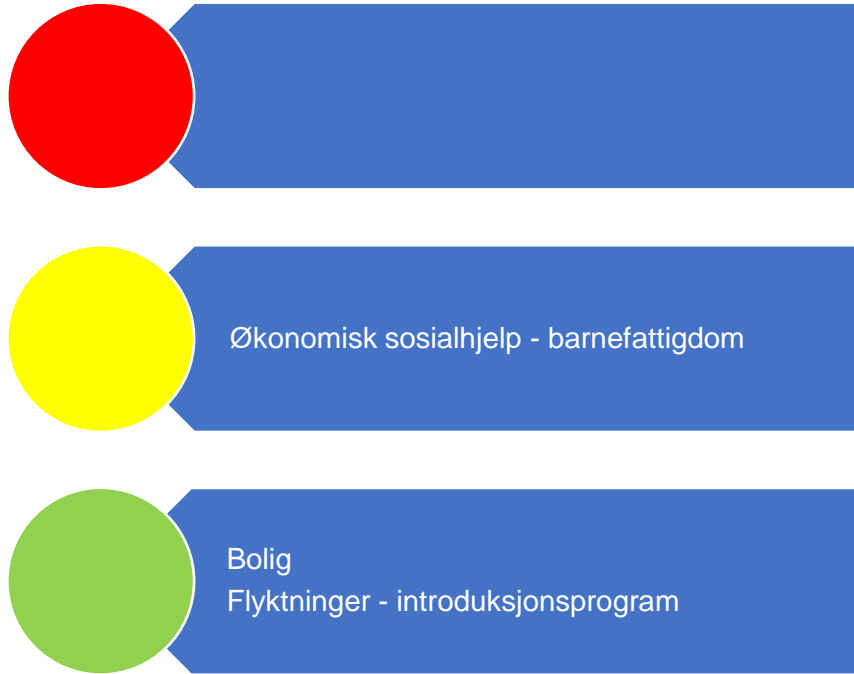 Økonomisk sosialhjelp - barnefattigdom
Bolig
Flyktninger - introduksjonsprogram